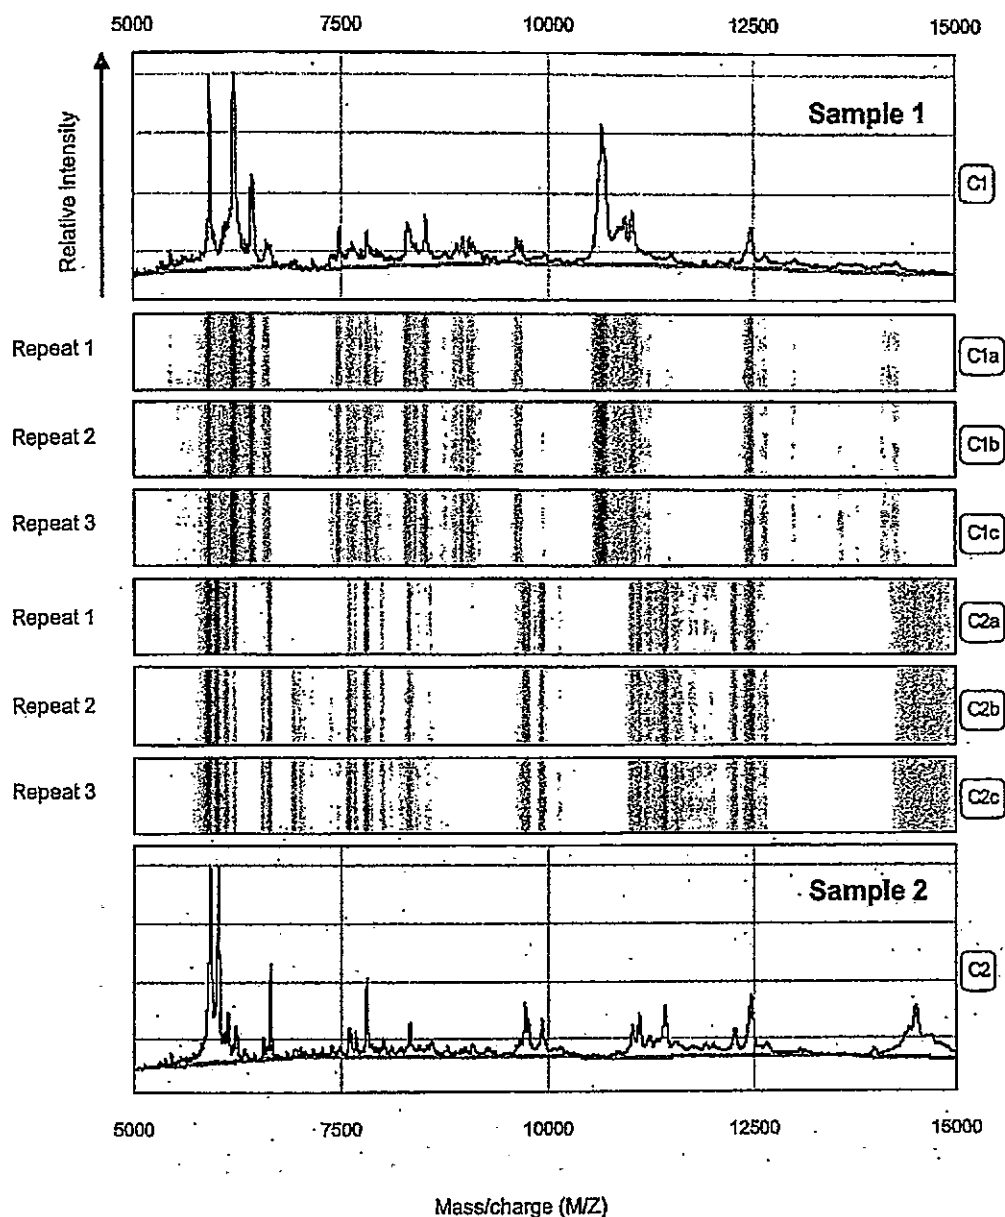 5000 7500 10000 12500 15000
Relative Intensity
Sample 1
C1
Repeat 1
C1a
Repeat 2
C1b
Repeat 3
C1c
Repeat 1
C2a
Repeat 2
C2b
Repeat 3
C2c
Sample 2
C2
5000 7500 10000 12500 15000
Mass/charge (M/Z)